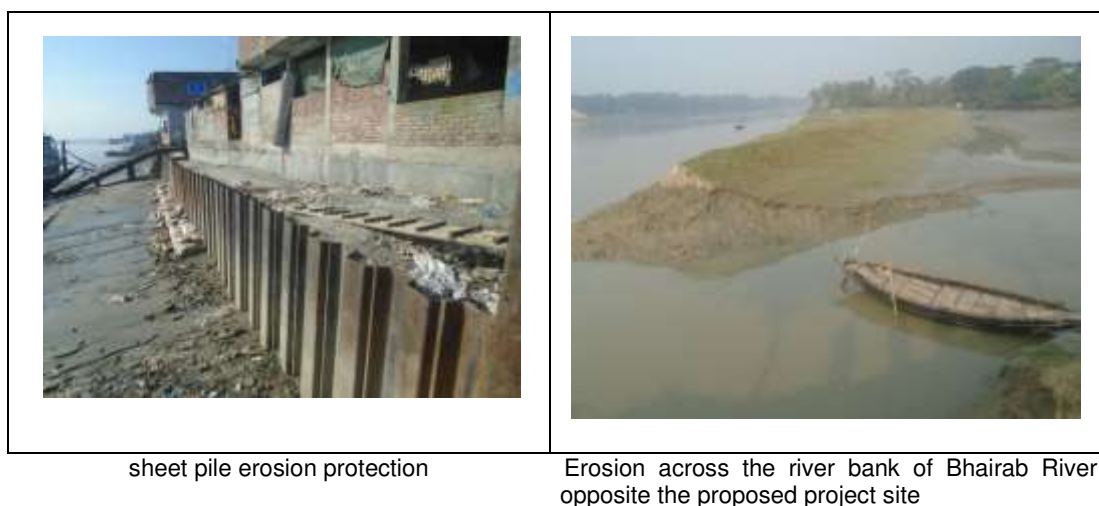 sheet pile erosion protection
Erosion across the river bank of Bhairab River
opposite the proposed project site